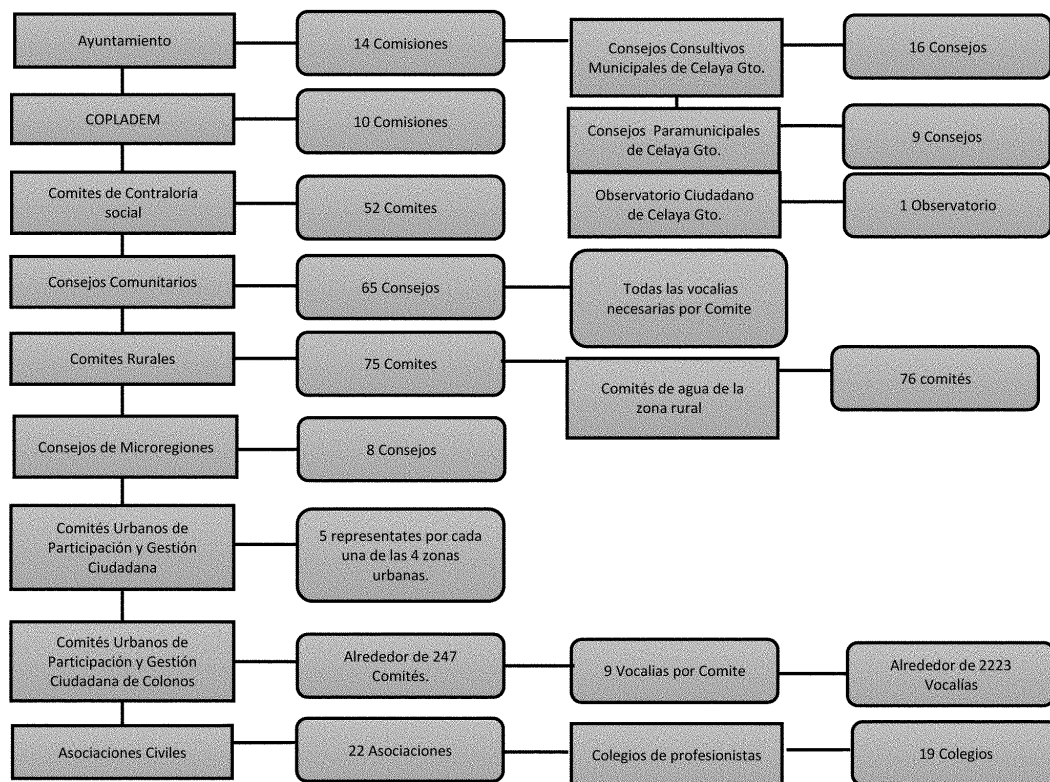 Ayuntamiento
14 Comisiones
Consejos Consultivos
Municipales de Celaya Gto.
16 Consejos
COPLADEM
10 Comisiones
Consejos Paramunicipales
de Celaya Gto.
9 Consejos
Comites de Contraloría
social
52 Comites
Observatorio Ciudadano
de Celaya Gto.
1 Observatorio
Consejos Comunitarios
65 Consejos
Todas las vocalias
necesarias por Comite
Comites Rurales
75 Comites
Comités de agua de la
zona rural
76 comités
Consejos de Microregiones
8 Consejos
Comités Urbanos de
Participación y Gestión
Ciudadana
5 representates por cada
una de las 4 zonas
urbanas.
Comités Urbanos de
Participación y Gestión
Ciudadana de Colonos
Alrededor de 247
Comités.
9 Vocalias por Comite
Alrededor de 2223
Vocalías
Asociaciones Civiles
22 Asociaciones
Colegios de profesionistas
19 Colegios